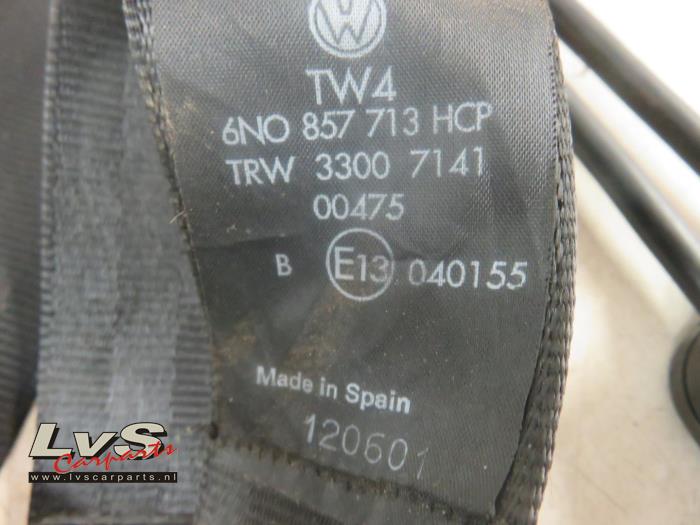 VW
TW4
6N0 857 713 HCP
TRW 3300 7141
00475
B E13 040155
Made in Spain
120601
LvS
Carparts
www.lvscarparts.nl